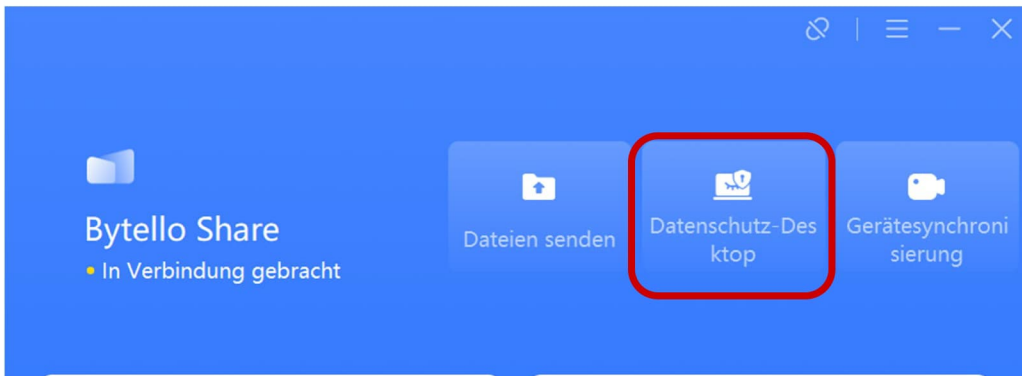 Bytello Share
• In Verbindung gebracht
Dateien senden
Datenschutz-Des
ktop
Gerätesynchroni
sierung